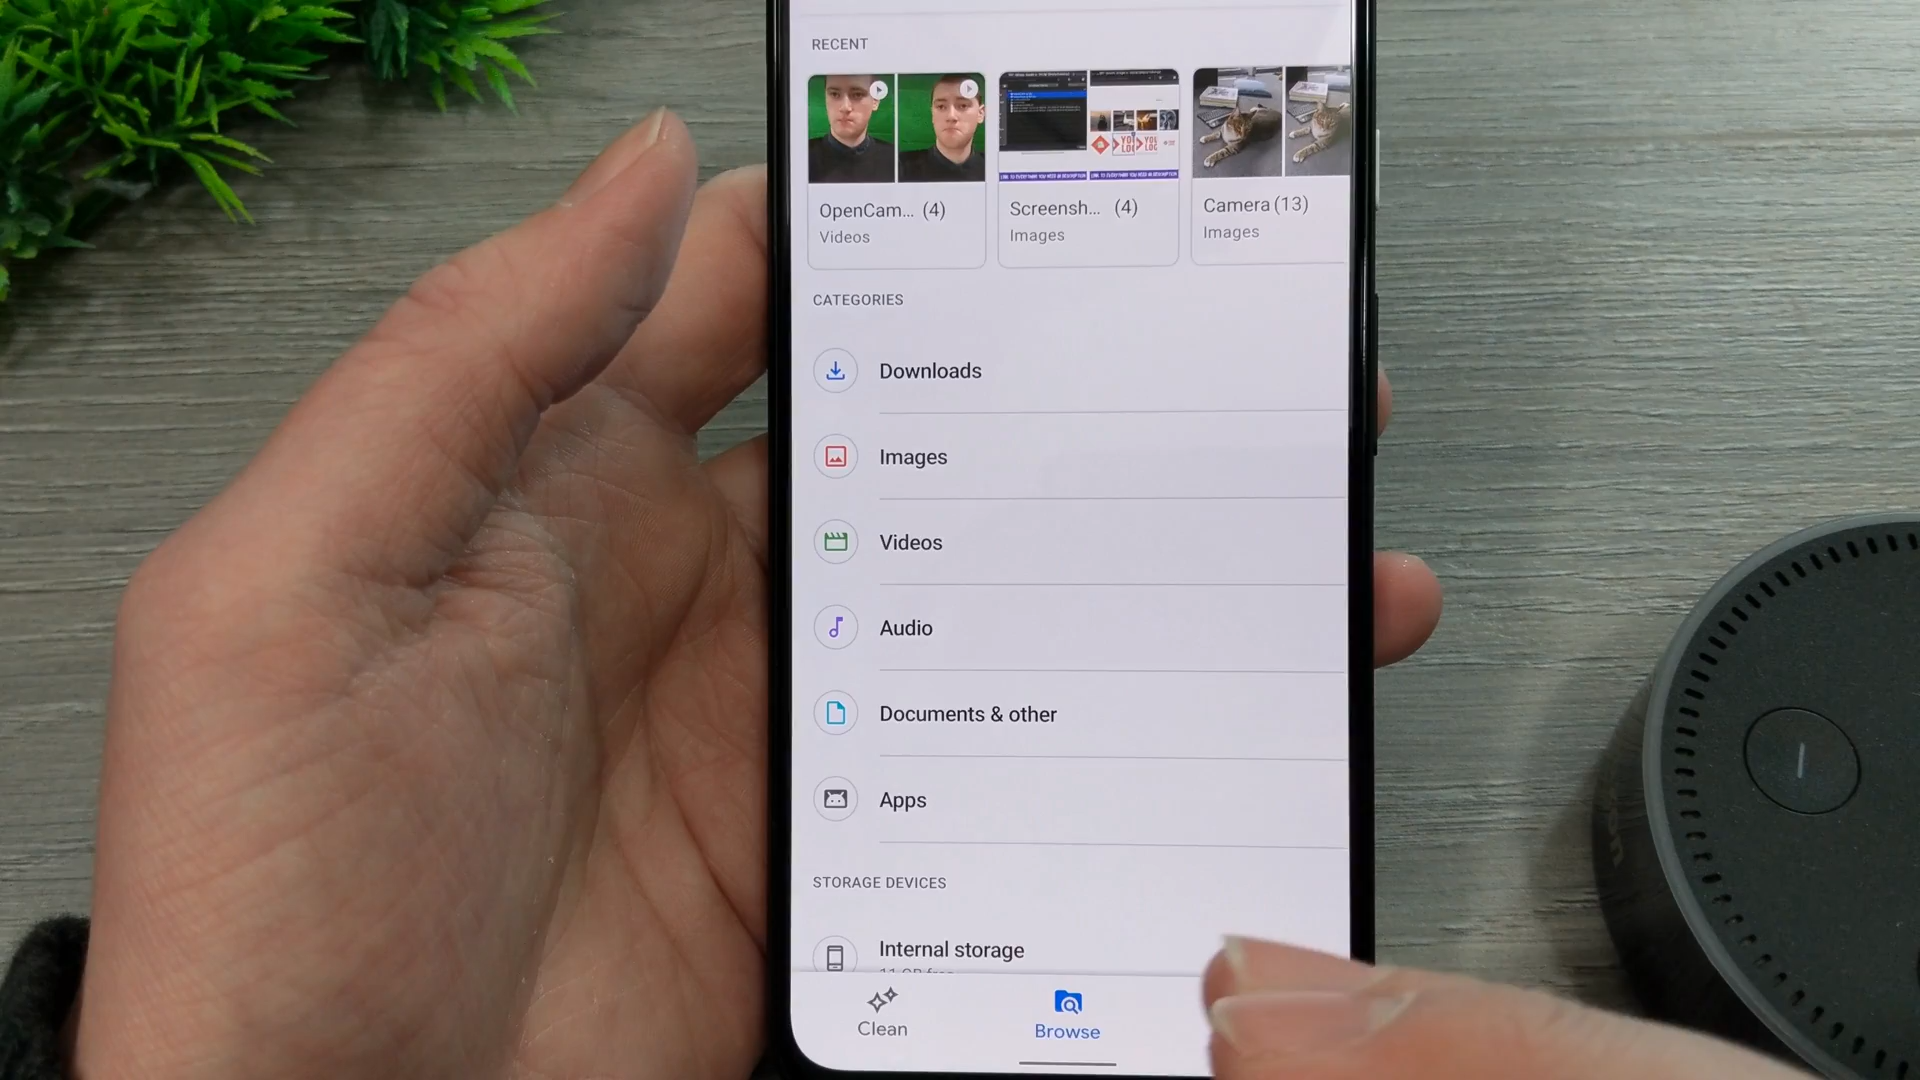 RECENT
OpenCam... (4)
Videos
Screensh... (4)
Images
Camera (13)
Images
CATEGORIES
Downloads
Images
Videos
Audio
Documents & other
Apps
STORAGE DEVICES
Internal storage
Clean
Browse